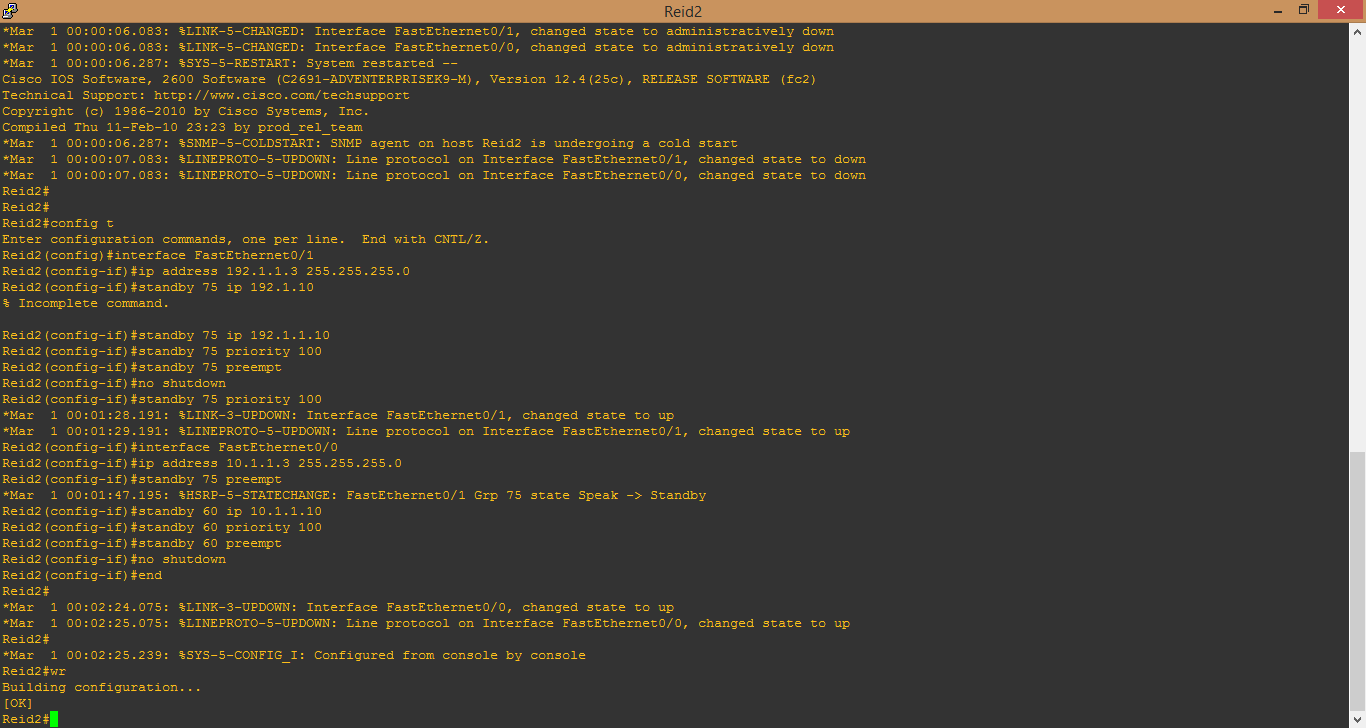 Reid2
*Mar  1 00:00:06.083: %LINK-5-CHANGED: Interface FastEthernet0/1, changed state to administratively down
*Mar  1 00:00:06.083: %LINK-5-CHANGED: Interface FastEthernet0/0, changed state to administratively down
*Mar  1 00:00:06.287: %SYS-5-RESTART: System restarted --
Cisco IOS Software, 2600 Software (C2691-ADVENTERPRISEK9-M), Version 12.4(25c), RELEASE SOFTWARE (fc2)
Technical Support: http://www.cisco.com/techsupport
Copyright (c) 1986-2010 by Cisco Systems, Inc.
Compiled Thu 11-Feb-10 23:23 by prod_rel_team
*Mar  1 00:00:06.287: %SNMP-5-COLDSTART: SNMP agent on host Reid2 is undergoing a cold start
*Mar  1 00:00:07.083: %LINEPROTO-5-UPDOWN: Line protocol on Interface FastEthernet0/1, changed state to down
*Mar  1 00:00:07.083: %LINEPROTO-5-UPDOWN: Line protocol on Interface FastEthernet0/0, changed state to down
Reid2#
Reid2#
Reid2#config t
Enter configuration commands, one per line.  End with CNTL/Z.
Reid2(config)#interface FastEthernet0/1
Reid2(config-if)#ip address 192.1.1.3 255.255.255.0
Reid2(config-if)#standby 75 ip 192.1.10
% Incomplete command.
Reid2(config-if)#standby 75 ip 192.1.1.10
Reid2(config-if)#standby 75 priority 100
Reid2(config-if)#standby 75 preempt
Reid2(config-if)#no shutdown
Reid2(config-if)#standby 75 priority 100
*Mar  1 00:01:28.191: %LINK-3-UPDOWN: Interface FastEthernet0/1, changed state to up
*Mar  1 00:01:29.191: %LINEPROTO-5-UPDOWN: Line protocol on Interface FastEthernet0/1, changed state to up
Reid2(config-if)#interface FastEthernet0/0
Reid2(config-if)#ip address 10.1.1.3 255.255.255.0
Reid2(config-if)#standby 75 preempt
*Mar  1 00:01:47.195: %HSRP-5-STATECHANGE: FastEthernet0/1 Grp 75 state Speak -> Standby
Reid2(config-if)#standby 60 ip 10.1.1.10
Reid2(config-if)#standby 60 priority 100
Reid2(config-if)#standby 60 preempt
Reid2(config-if)#no shutdown
Reid2(config-if)#end
Reid2#
*Mar  1 00:02:24.075: %LINK-3-UPDOWN: Interface FastEthernet0/0, changed state to up
*Mar  1 00:02:25.075: %LINEPROTO-5-UPDOWN: Line protocol on Interface FastEthernet0/0, changed state to up
Reid2#
*Mar  1 00:02:25.239: %SYS-5-CONFIG_I: Configured from console by console
Reid2#wr
Building configuration...
[OK]
Reid2#